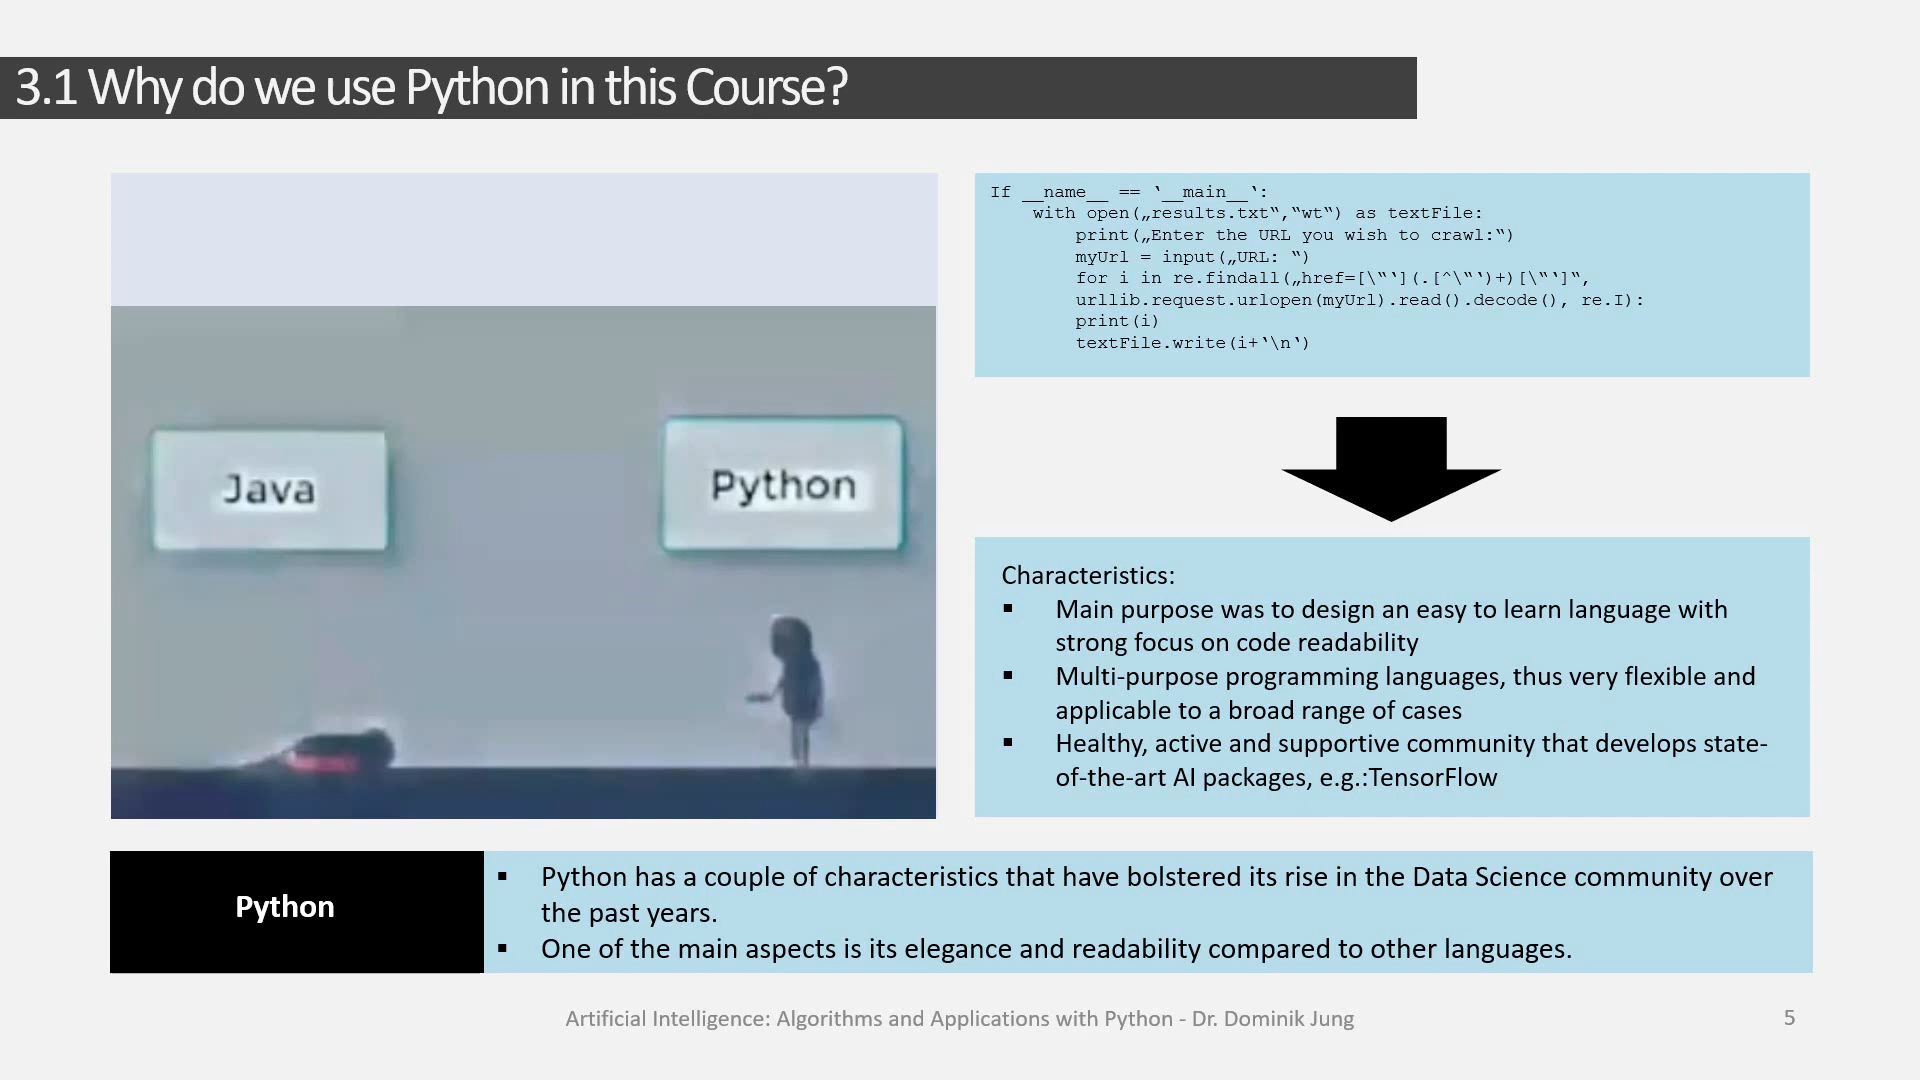 3.1 Why do we use Python in this Course?
Java
Python
If __name__ == ‛__main__‛:
with open(„results.txt‟,‟wt‟) as textFile:
print(„Enter the URL you wish to crawl:‟)
myUrl = input(„URL: ‟)
for i in re.findall(„href=[\‟‛](.[^\‟‛)+)[\‟‛]‟,
urllib.request.urlopen(myUrl).read().decode(), re.I):
print(i)
textFile.write(i+‛\n‛)
Characteristics:
▪ Main purpose was to design an easy to learn language with
strong focus on code readability
▪ Multi-purpose programming languages, thus very flexible and
applicable to a broad range of cases
▪ Healthy, active and supportive community that develops state-
of-the-art AI packages, e.g.:TensorFlow
Python
▪ Python has a couple of characteristics that have bolstered its rise in the Data Science community over
the past years.
▪ One of the main aspects is its elegance and readability compared to other languages.
Artificial Intelligence: Algorithms and Applications with Python - Dr. Dominik Jung
5